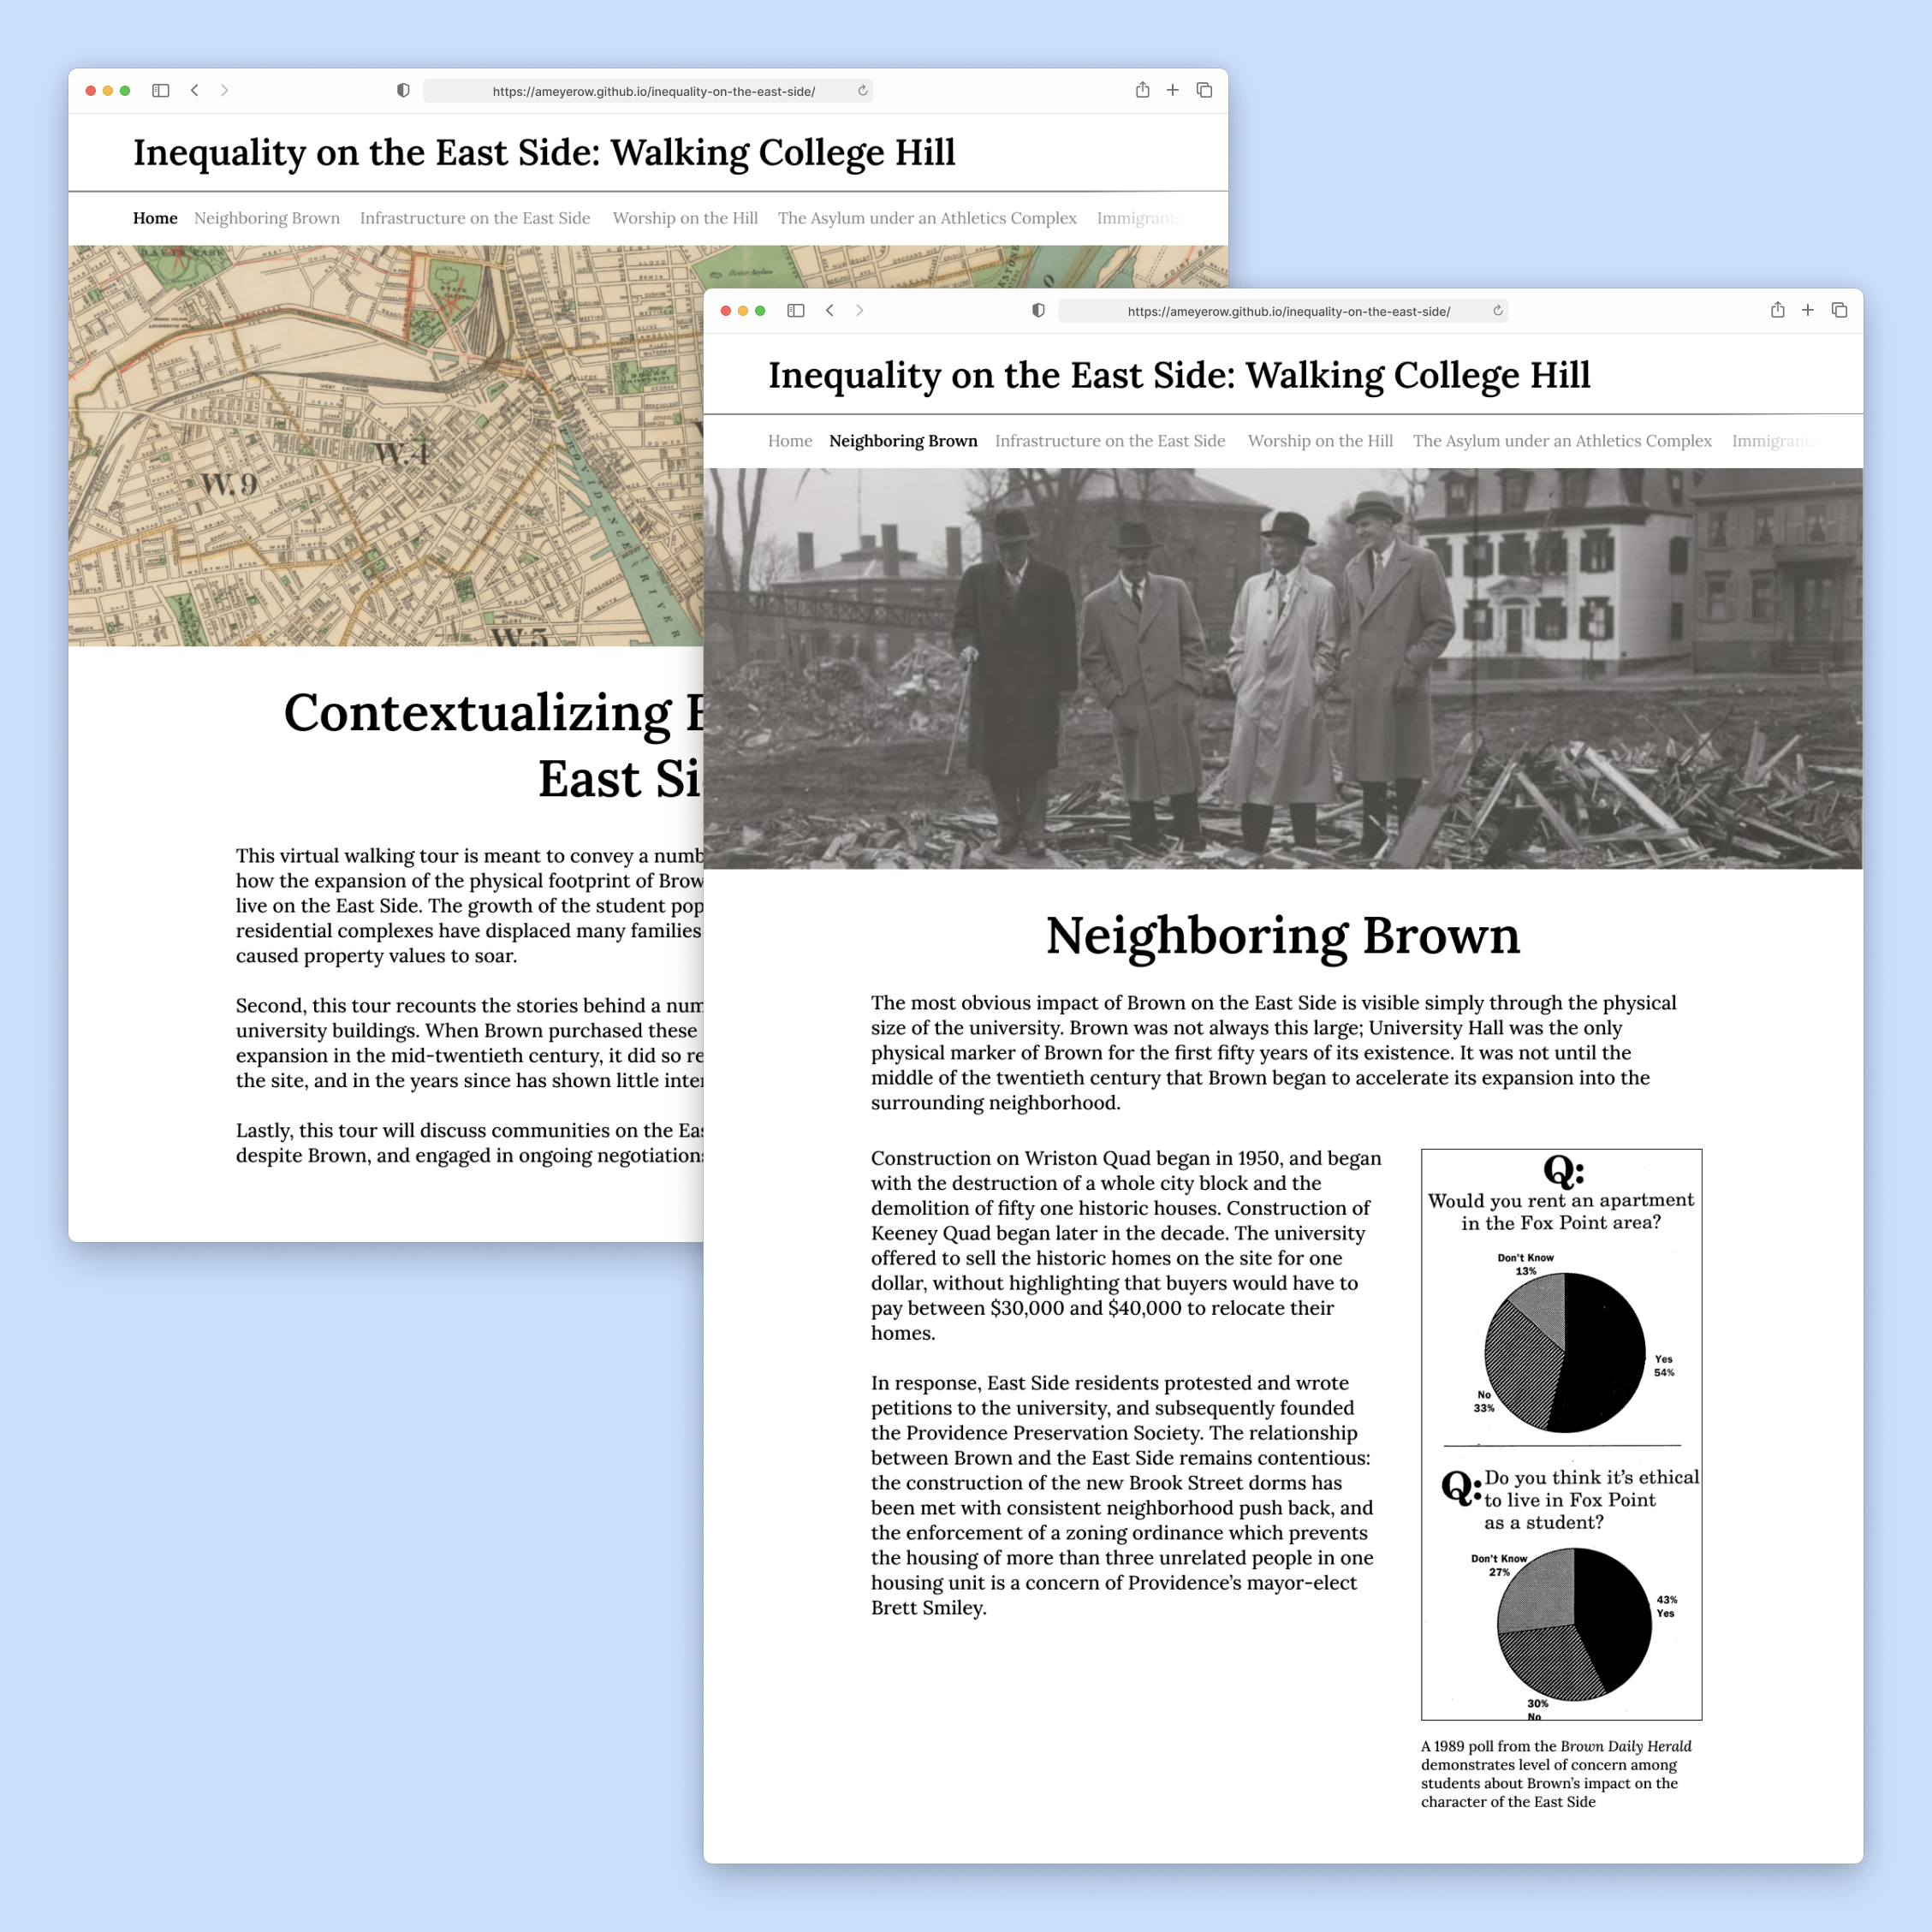 https://ameyerow.github.io/inequality-on-the-east-side/
Inequality on the East Side: Walking College Hill
Home Neighboring Brown Infrastructure on the East Side Worship on the Hill The Asylum under an Athletics Complex Immigrants
STATE CAPITOL
Dexter Asylum
BROWN UNIVERSITY
WEST EXCHANGE
W.4
W.9
W.5
PROVIDENCE RIVER
Contextualizing
East
This virtual walking tour is meant to convey a
how the expansion of the physical footprint of
live on the East Side. The growth of the student
residential complexes have displaced many families
caused property values to soar.
Second, this tour recounts the stories behind a
university buildings. When Brown purchased these
expansion in the mid-twentieth century, it did so
the site, and in the years since has shown little
Lastly, this tour will discuss communities on the
despite Brown, and engaged in ongoing
https://ameyerow.github.io/inequality-on-the-east-side/
Inequality on the East Side: Walking College Hill
Home Neighboring Brown Infrastructure on the East Side Worship on the Hill The Asylum under an Athletics Complex Immigrants
Neighboring Brown
The most obvious impact of Brown on the East Side is visible simply through the physical
size of the university. Brown was not always this large; University Hall was the only
physical marker of Brown for the first fifty years of its existence. It was not until the
middle of the twentieth century that Brown began to accelerate its expansion into the
surrounding neighborhood.
Construction on Wriston Quad began in 1950, and began
with the destruction of a whole city block and the
demolition of fifty one historic houses. Construction of
Keeney Quad began later in the decade. The university
offered to sell the historic homes on the site for one
dollar, without highlighting that buyers would have to
pay between $30,000 and $40,000 to relocate their
homes.
In response, East Side residents protested and wrote
petitions to the university, and subsequently founded
the Providence Preservation Society. The relationship
between Brown and the East Side remains contentious:
the construction of the new Brook Street dorms has
been met with consistent neighborhood push back, and
the enforcement of a zoning ordinance which prevents
the housing of more than three unrelated people in one
housing unit is a concern of Providence’s mayor-elect
Brett Smiley.
Q:
Would you rent an apartment
in the Fox Point area?
Don't Know
13%
Yes
54%
No
33%
Q: Do you think it’s ethical
to live in Fox Point
as a student?
Don't Know
27%
43%
Yes
30%
No
A 1989 poll from the Brown Daily Herald
demonstrates level of concern among
students about Brown’s impact on the
character of the East Side